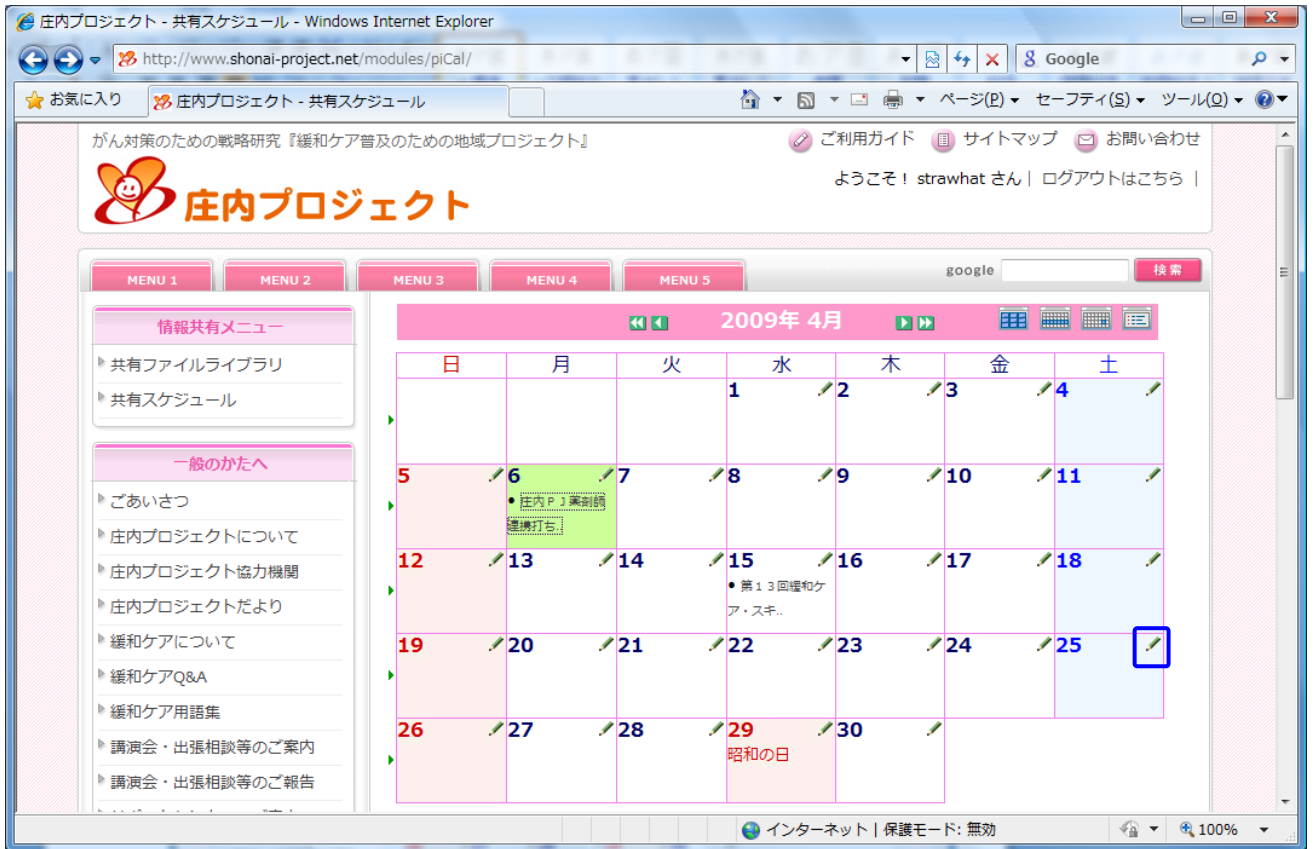 庄内プロジェクト - 共有スケジュール - Windows Internet Explorer
http://www.shonai-project.net/modules/piCal/
Google
お気に入り
庄内プロジェクト - 共有スケジュール
ページ(P) セーフティ(S) ツール(O)
がん対策のための戦略研究『緩和ケア普及のための地域プロジェクト』
ご利用ガイド サイトマップ お問い合わせ
ようこそ！ strawhat さん| ログアウトはこちら |
庄内プロジェクト
MENU 1 MENU 2 MENU 3 MENU 4 MENU 5
google 検索
情報共有メニュー
共有ファイルライブラリ
共有スケジュール
一般のかたへ
ごあいさつ
庄内プロジェクトについて
庄内プロジェクト協力機関
庄内プロジェクトだより
緩和ケアについて
緩和ケアQ&A
緩和ケア用語集
講演会・出張相談等のご案内
講演会・出張相談等のご報告
2009年 4月
日 月 火 水 木 金 土
1 2 3 4
5 6 7 8 9 10 11
庄内ＰＪ薬剤師
連携打ち..
12 13 14 15 16 17 18
第１３回緩和ケ
ア・スキ..
19 20 21 22 23 24 25
26 27 28 29 30
昭和の日
インターネット | 保護モード: 無効
100%